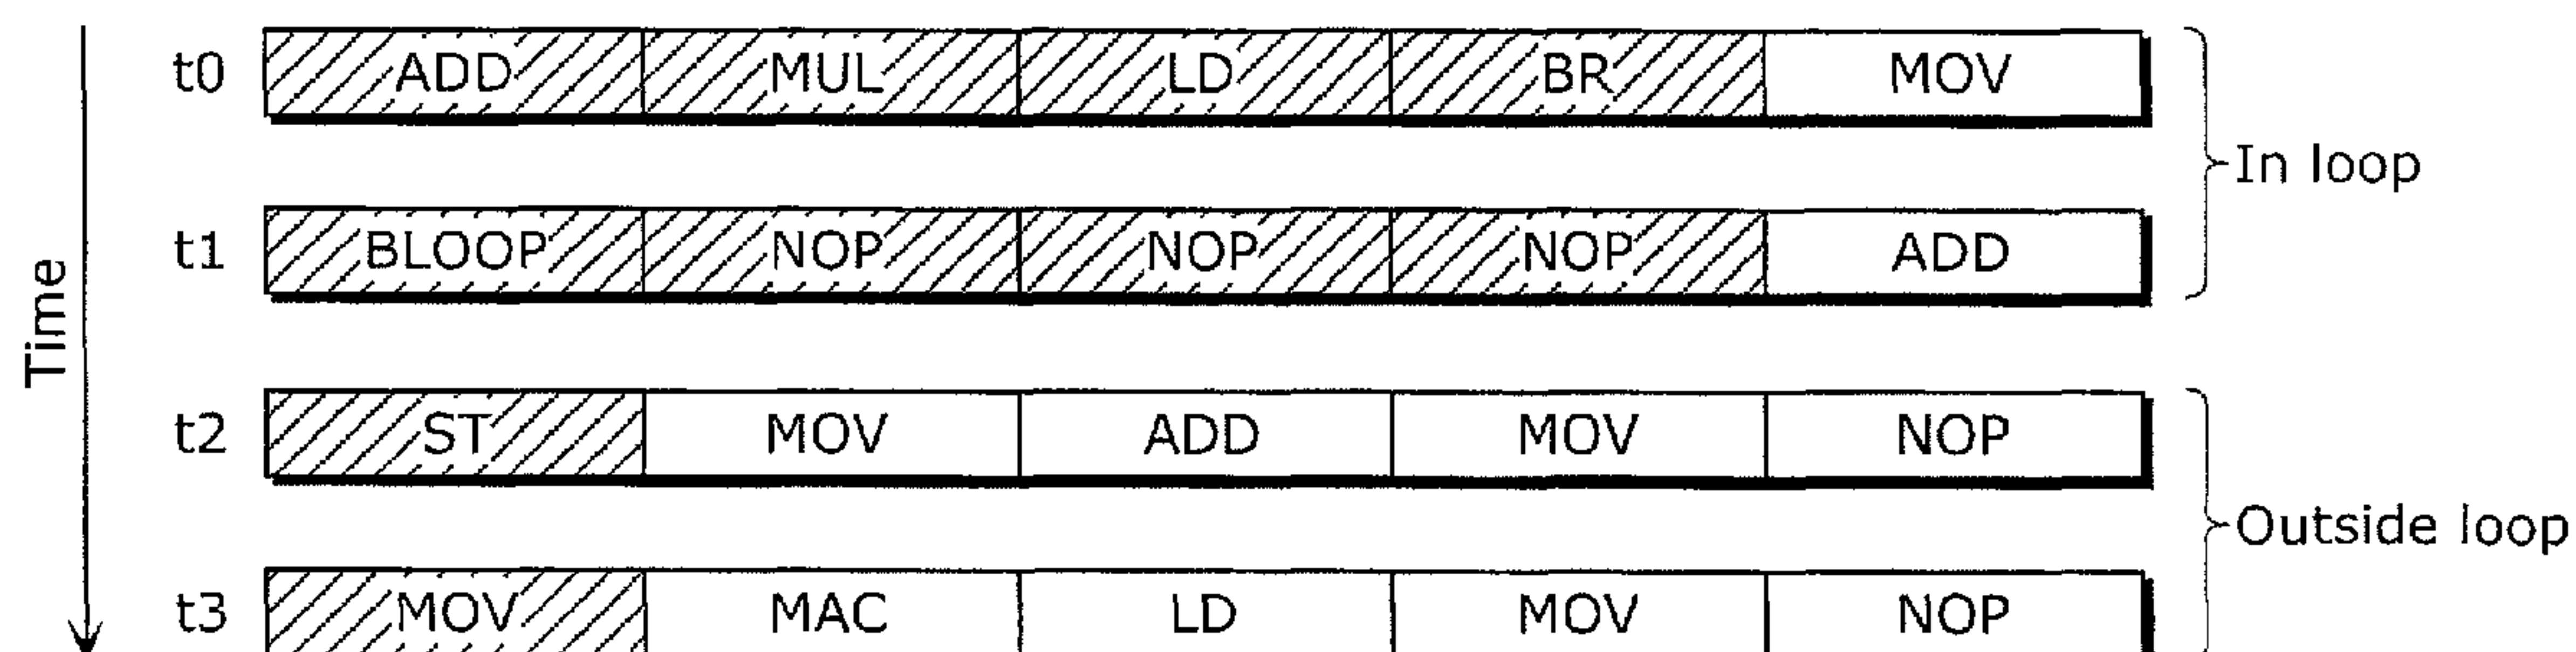 t0 ADD MUL LD BR MOV
In loop
t1 BLOOP NOP NOP NOP ADD
Time
t2 ST MOV ADD MOV NOP
Outside loop
t3 MOV MAC LD MOV NOP